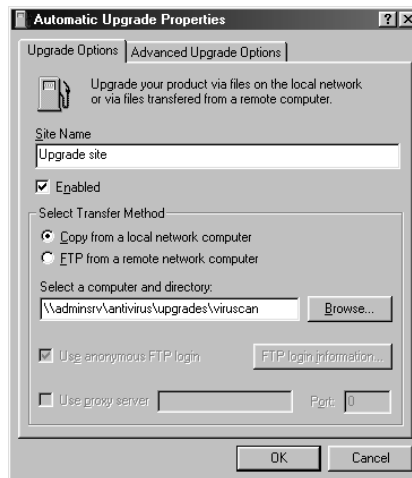 Automatic Upgrade Properties
Upgrade Options
Advanced Upgrade Options
Upgrade your product via files on the local network
or via files transfered from a remote computer.
Site Name
Upgrade site
Enabled
Select Transfer Method
Copy from a local network computer
FTP from a remote network computer
Select a computer and directory:
\\adminsrv\antivirus\upgrades\viruscan
Browse...
Use anonymous FTP login
FTP login information...
Use proxy server
Port:
0
OK
Cancel